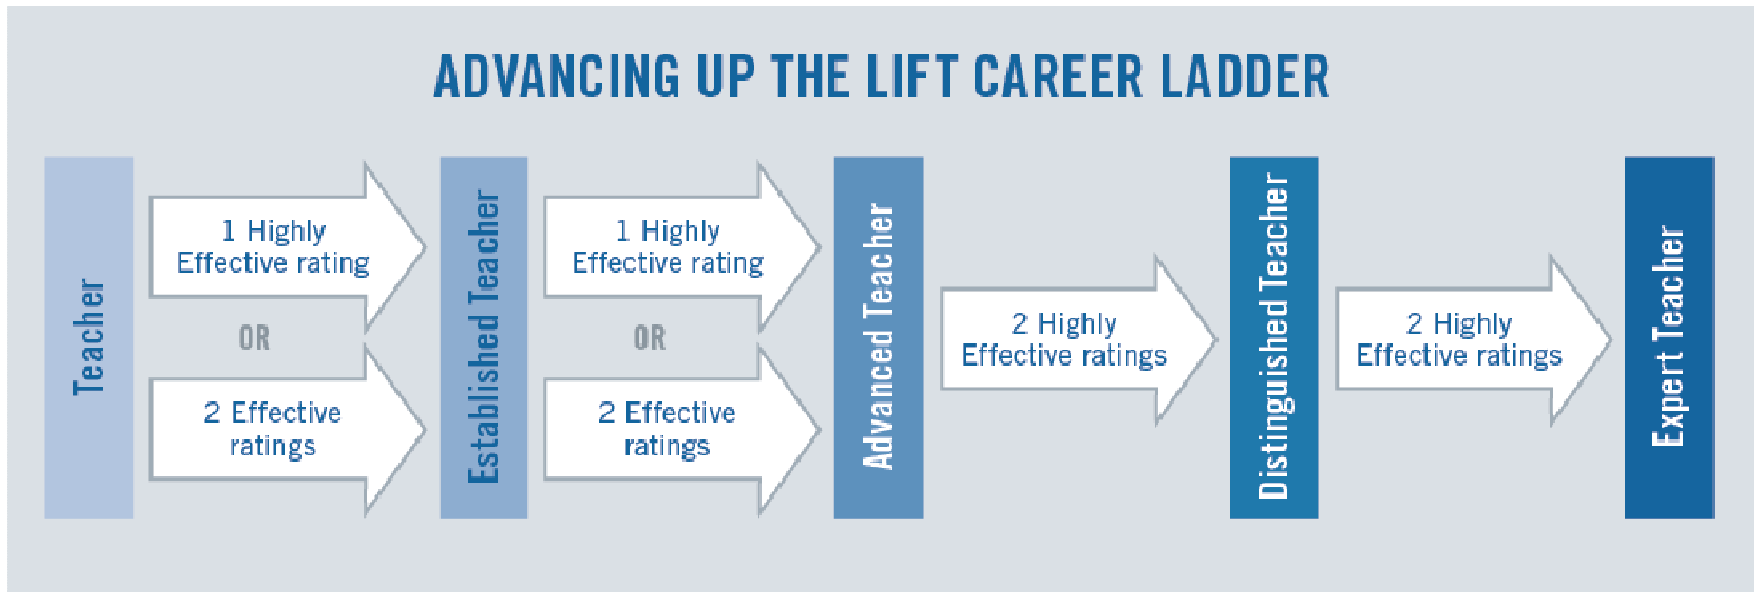 ADVANCING UP THE LIFT CAREER LADDER
Teacher
1 Highly
Effective rating
OR
2 Effective
ratings
Established Teacher
1 Highly
Effective rating
OR
2 Effective
ratings
Advanced Teacher
2 Highly
Effective ratings
Distinguished Teacher
2 Highly
Effective ratings
Expert Teacher